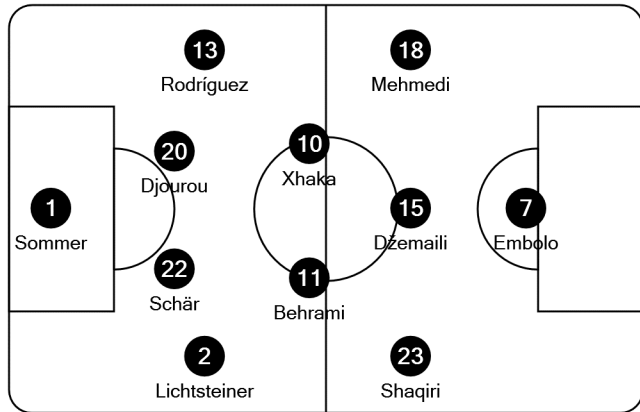 13
Rodríguez
18
Mehmedi
20
Djourou
10
Xhaka
1
Sommer
15
Džemaili
7
Embolo
22
Schär
11
Behrami
2
Lichtsteiner
23
Shaqiri